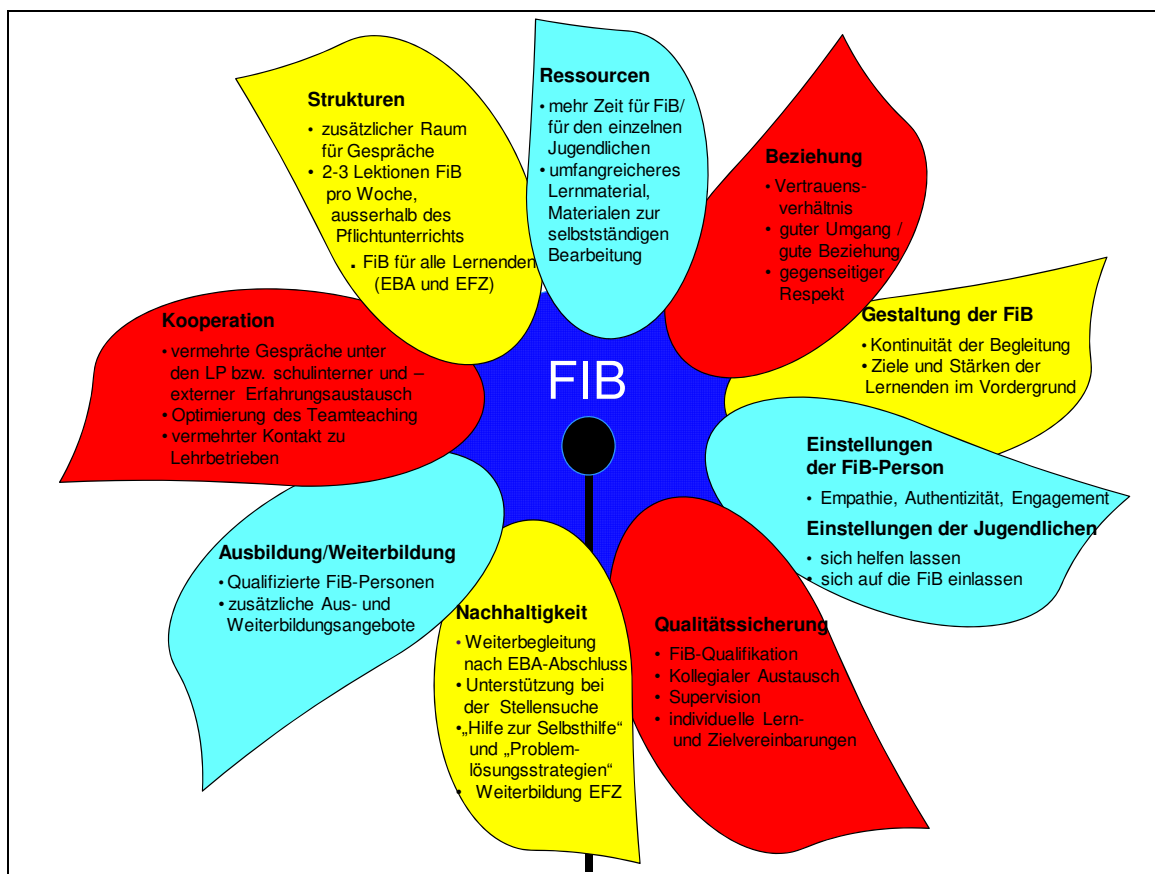 Strukturen
• zusätzlicher Raum
für Gespräche
• 2-3 Lektionen FiB
pro Woche,
ausserhalb des
Pflichtunterrichts
. FiB für alle Lernenden
(EBA und EFZ)
Ressourcen
• mehr Zeit für FiB/
für den einzelnen
Jugendlichen
• umfangreicheres
Lernmaterial,
Materialen zur
selbstständigen
Bearbeitung
Beziehung
• Vertrauens-
verhältnis
• guter Umgang /
gute Beziehung
• gegenseitiger
Respekt
Gestaltung der FiB
• Kontinuität der Begleitung
• Ziele und Stärken der
Lernenden im Vordergrund
Kooperation
• vermehrte Gespräche unter
den LP bzw. schulinterner und –
externer Erfahrungsaustausch
• Optimierung des Teamteaching
• vermehrter Kontakt zu
Lehrbetrieben
FIB
Einstellungen
der FiB-Person
• Empathie, Authentizität, Engagement
Einstellungen der Jugendlichen
• sich helfen lassen
• sich auf die FiB einlassen
Ausbildung/Weiterbildung
• Qualifizierte FiB-Personen
• zusätzliche Aus- und
Weiterbildungsangebote
Nachhaltigkeit
• Weiterbegleitung
nach EBA-Abschluss
• Unterstützung bei
der Stellensuche
• „Hilfe zur Selbsthilfe“
und „Problem-
lösungsstrategien“
• Weiterbildung EFZ
Qualitätssicherung
• FiB-Qualifikation
• Kollegialer Austausch
• Supervision
• individuelle Lern-
und Zielvereinbarungen